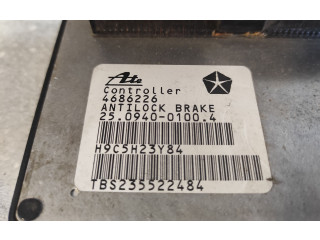 Ate
Controller
4686226
ANTILOCK BRAKE
25.0940-0100.4
H9C5H23Y84
TBS235522484